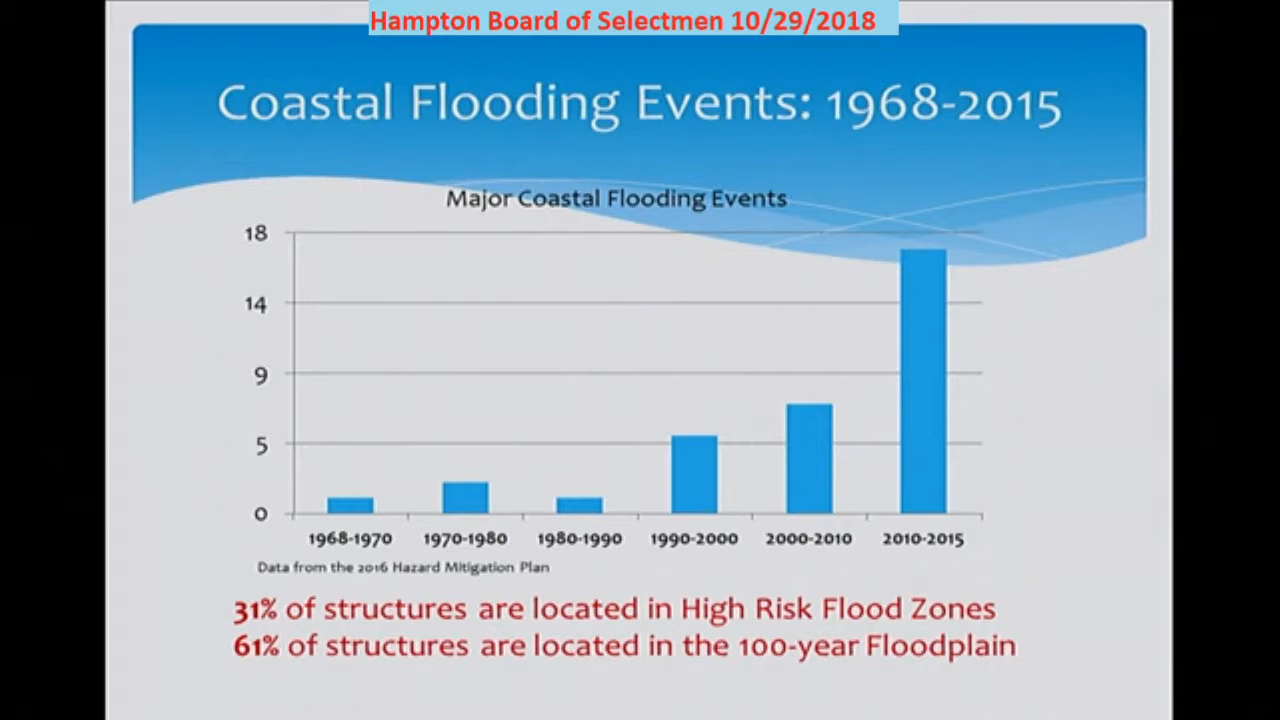 Hampton Board of Selectmen 10/29/2018
Coastal Flooding Events: 1968-2015
Major Coastal Flooding Events
18
14
9
5
0
1968-1970 1970-1980 1980-1990 1990-2000 2000-2010 2010-2015
Data from the 2016 Hazard Mitigation Plan
31% of structures are located in High Risk Flood Zones
61% of structures are located in the 100-year Floodplain